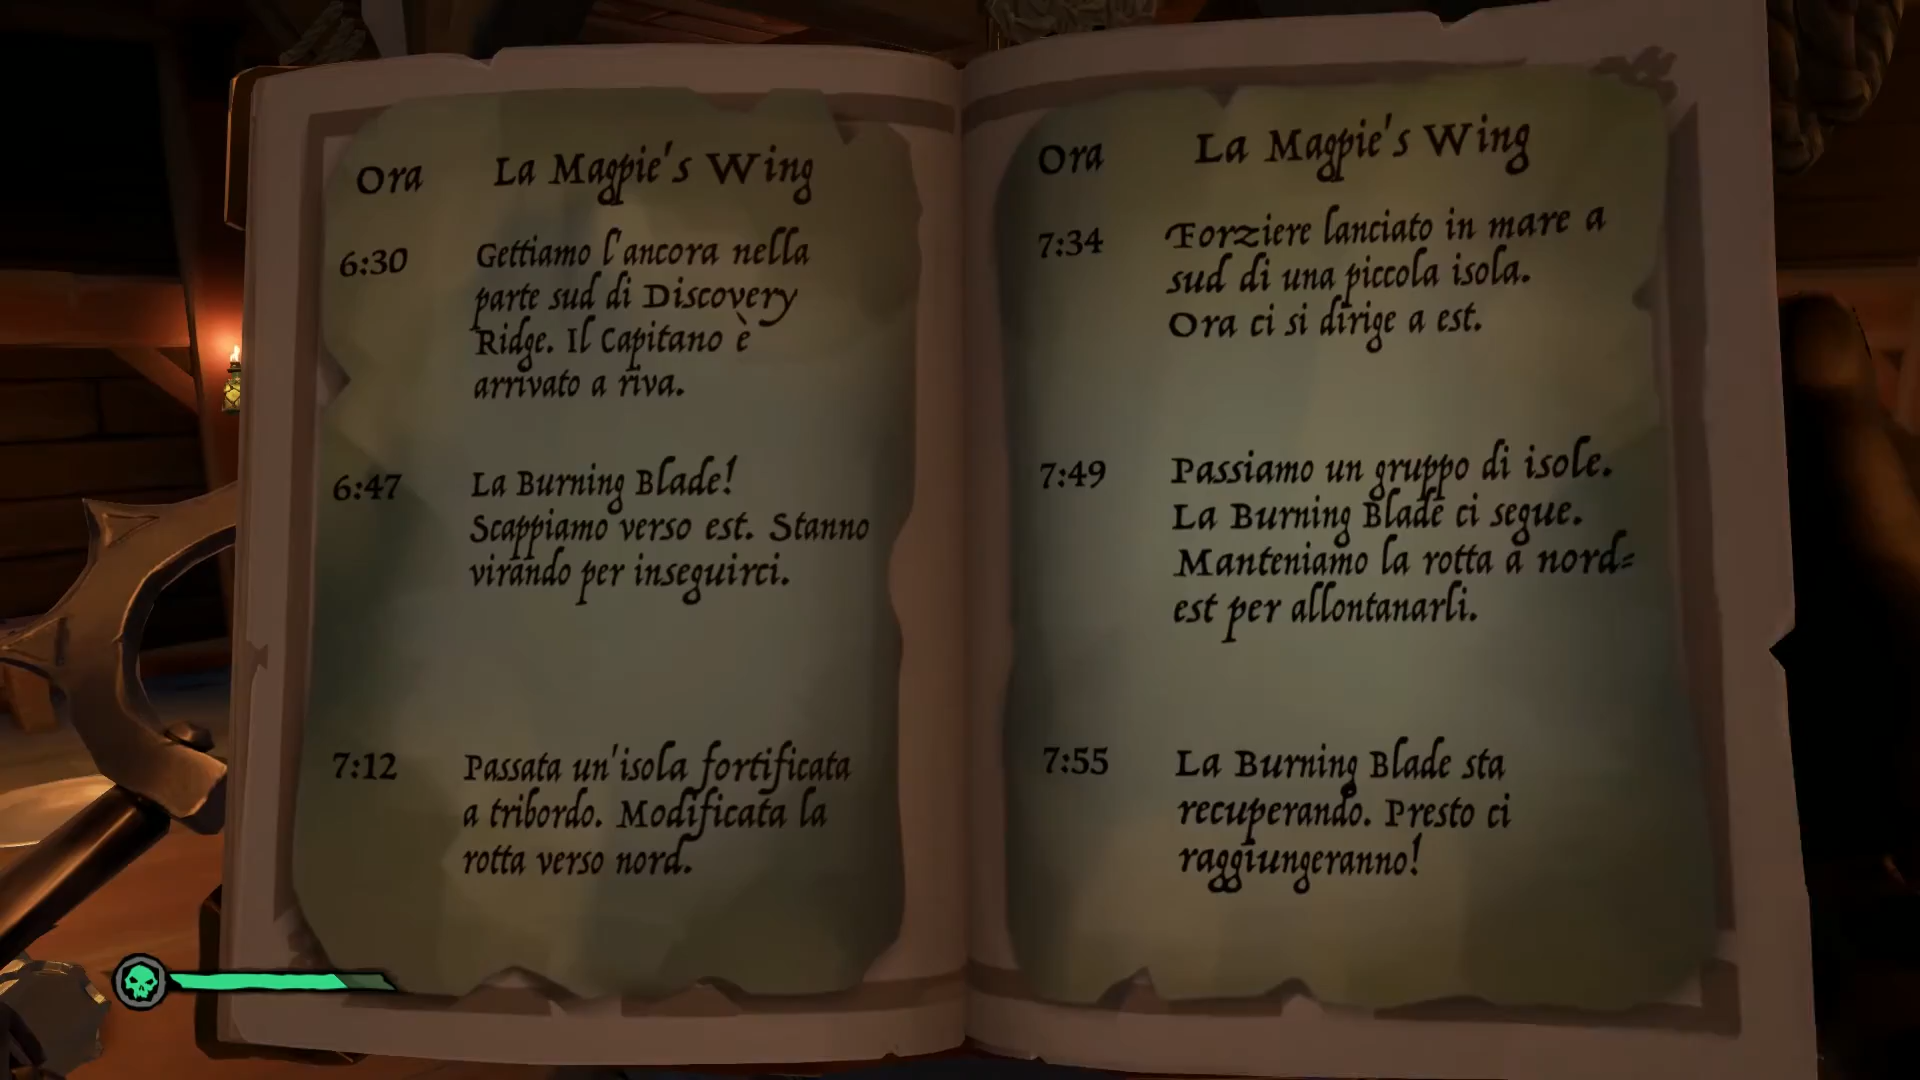 Ora La Magpie's Wing
6:30 Gettiamo l'ancora nella
parte sud di Discovery
Ridge. Il Capitano è
arrivato a riva.
6:47 La Burning Blade!
Scappiamo verso est. Stanno
virando per inseguirci.
7:12 Passata un'isola fortificata
a tribordo. Modificata la
rotta verso nord.
Ora La Magpie's Wing
7:34 Forziere lanciato in mare a
sud di una piccola isola.
Ora ci si dirige a est.
7:49 Passiamo un gruppo di isole.
La Burning Blade ci segue.
Manteniamo la rotta a nord-
est per allontanarli.
7:55 La Burning Blade sta
recuperando. Presto ci
raggiungeranno!